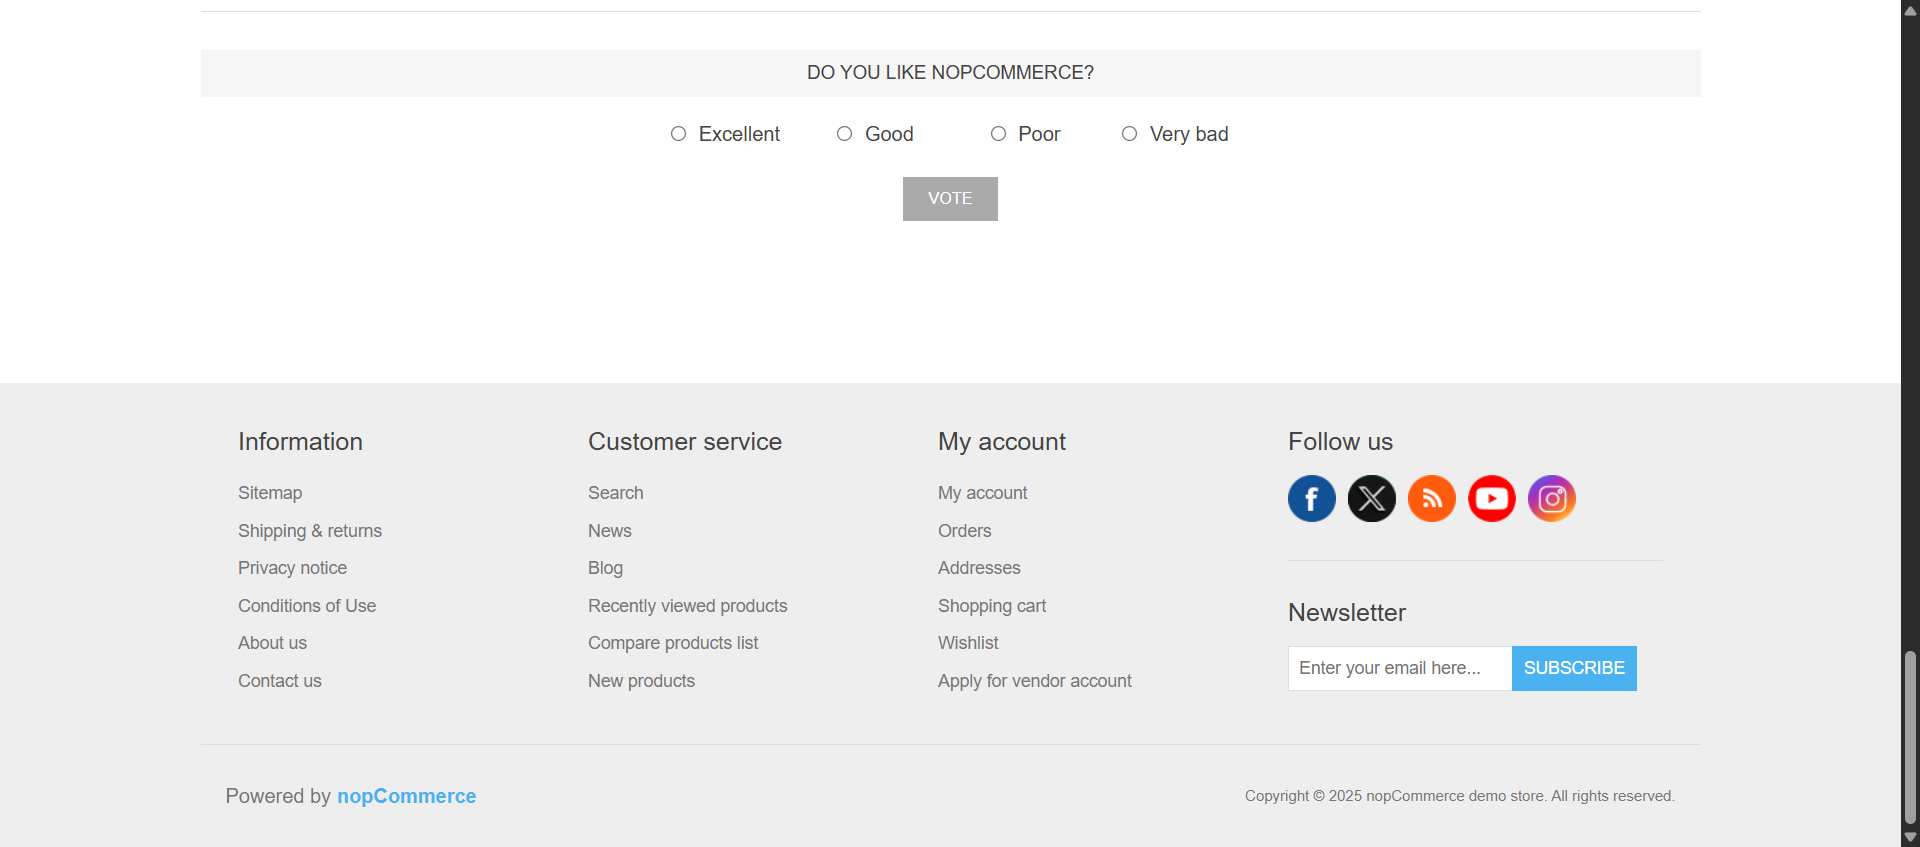 DO YOU LIKE NOPCOMMERCE?
Excellent Good Poor Very bad
VOTE
Information
Sitemap
Shipping & returns
Privacy notice
Conditions of Use
About us
Contact us
Customer service
Search
News
Blog
Recently viewed products
Compare products list
New products
My account
My account
Orders
Addresses
Shopping cart
Wishlist
Apply for vendor account
Follow us
Newsletter
Enter your email here... SUBSCRIBE
Powered by nopCommerce
Copyright © 2025 nopCommerce demo store. All rights reserved.